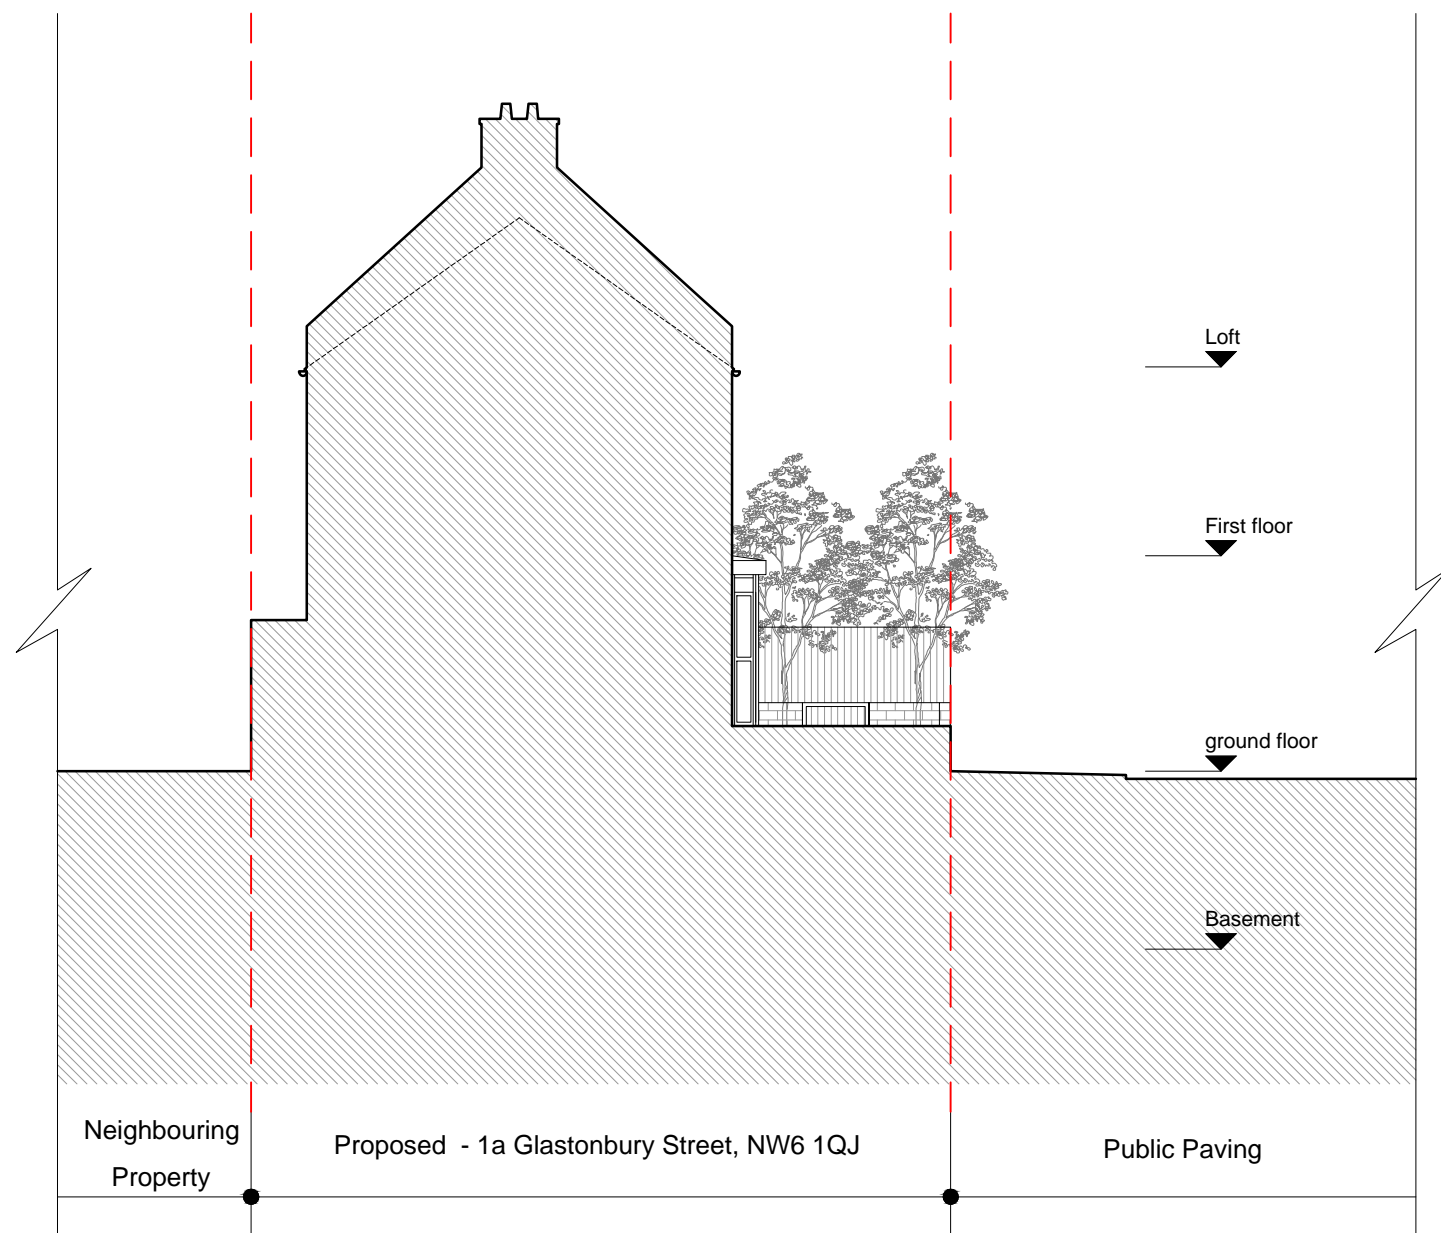 Loft
First floor
ground floor
Basement
Neighbouring
Property
Proposed - 1a Glastonbury Street, NW6 1QJ
Public Paving